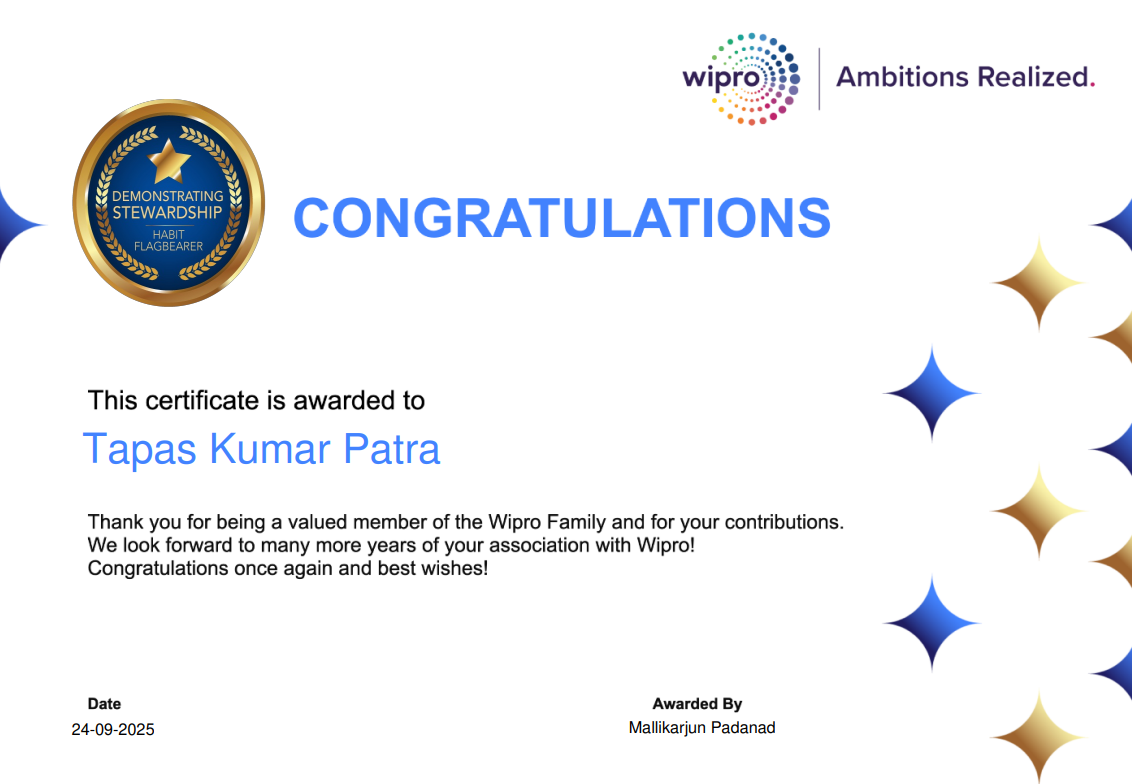 wipro
Ambitions Realized.
DEMONSTRATING
STEWARDSHIP
HABIT
FLAGBEARER
CONGRATULATIONS
This certificate is awarded to
Tapas Kumar Patra
Thank you for being a valued member of the Wipro Family and for your contributions.
We look forward to many more years of your association with Wipro!
Congratulations once again and best wishes!
Date
24-09-2025
Awarded By
Mallikarjun Padanad